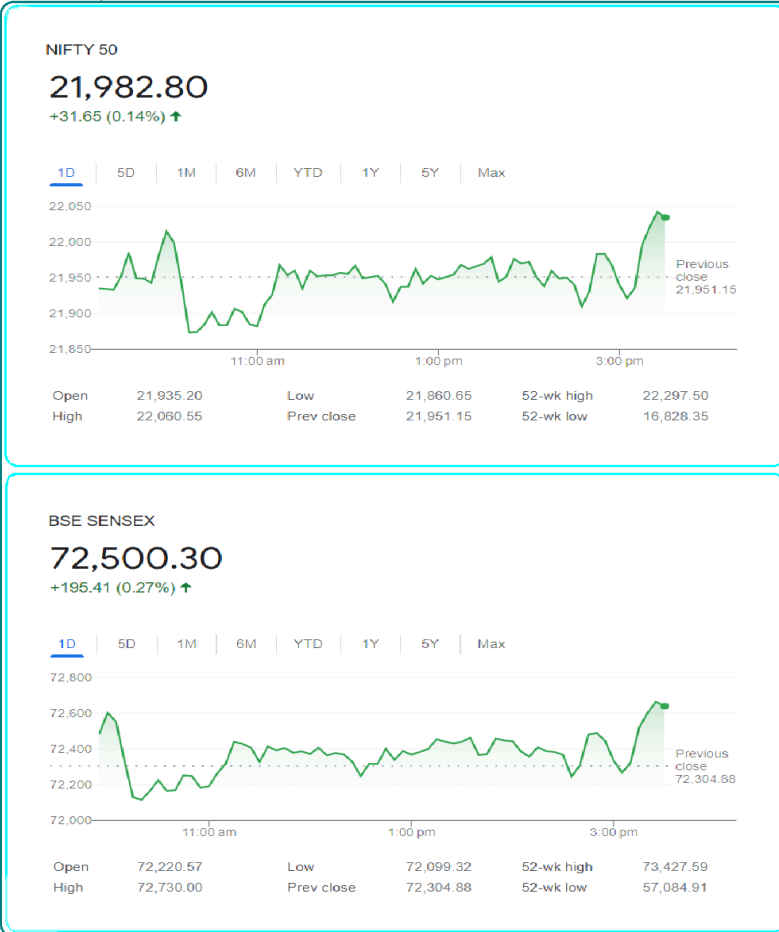 NIFTY 50
21,982.80
+31.65 (0.14%) ↑
1D 5D 1M 6M YTD 1Y 5Y Max
22,050
22,000
21,950
21,900
21,850
Previous
close
21,951.15
11:00 am 1:00 pm 3:00 pm
Open 21,935.20 Low 21,860.65 52-wk high 22,297.50
High 22,060.55 Prev close 21,951.15 52-wk low 16,828.35
BSE SENSEX
72,500.30
+195.41 (0.27%) ↑
1D 5D 1M 6M YTD 1Y 5Y Max
72,800
72,600
72,400
72,200
72,000
Previous
close
72,304.88
11:00 am 1:00 pm 3:00 pm
Open 72,220.57 Low 72,099.32 52-wk high 73,427.59
High 72,730.00 Prev close 72,304.88 52-wk low 57,084.91